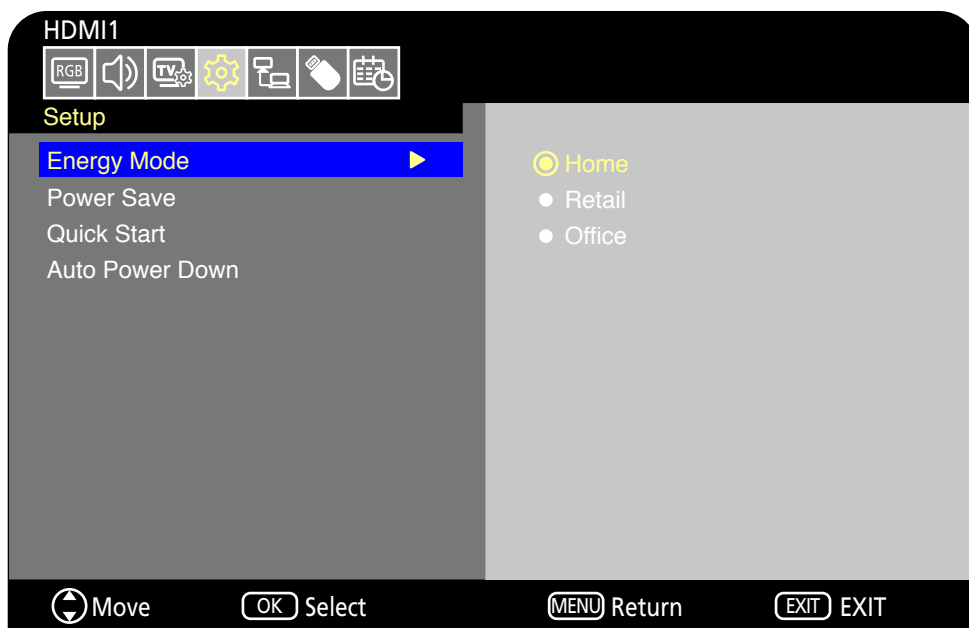 HDMI1
RGB TV
Setup
Energy Mode
Power Save
Quick Start
Auto Power Down
Home
Retail
Office
Move OK Select MENU Return EXIT EXIT